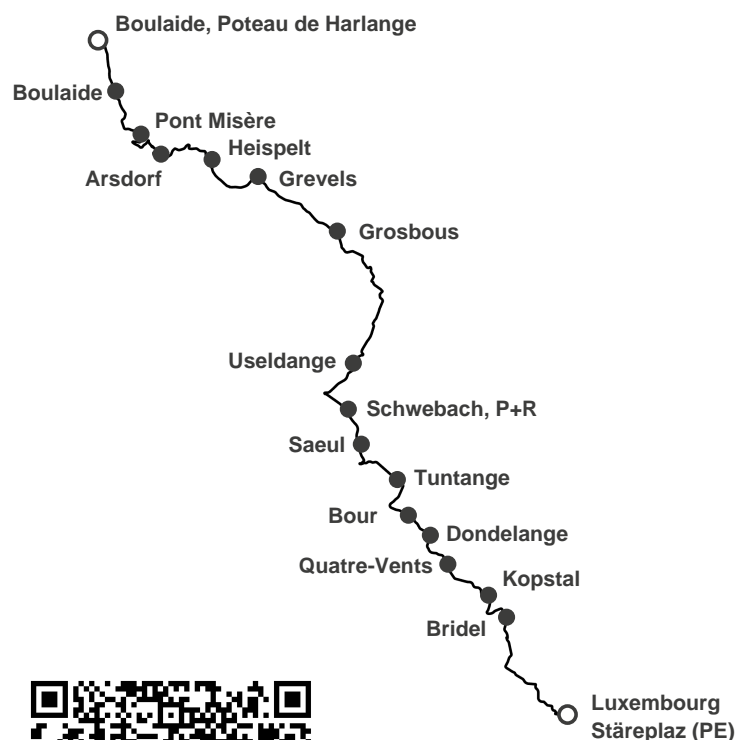 Boulaide, Poteau de Harlange
Boulaide
Pont Misère
Heispelt
Arsdorf
Grevels
Grosbous
Useldange
Schwebach, P+R
Saeul
Tuntange
Bour
Dondelange
Quatre-Vents
Kopstal
Bridel
Luxembourg
Stäreplaz (PE)